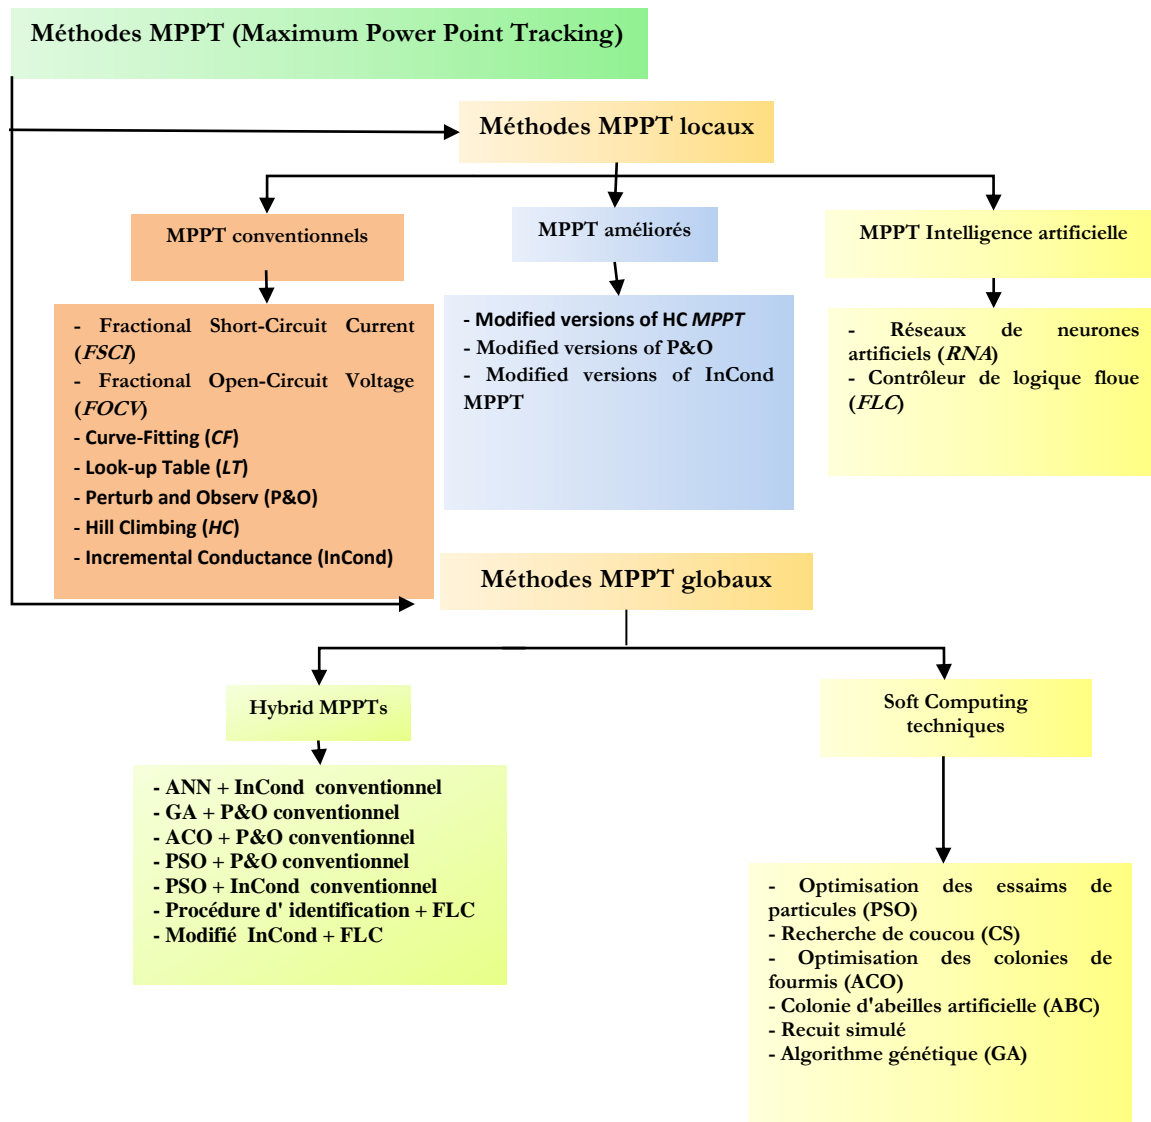 Méthodes MPPT (Maximum Power Point Tracking)
Méthodes MPPT locaux
MPPT conventionnels
- Fractional Short-Circuit Current
(FSCI)
- Fractional Open-Circuit Voltage
(FOCV)
- Curve-Fitting (CF)
- Look-up Table (LT)
- Perturb and Observ (P&O)
- Hill Climbing (HC)
- Incremental Conductance (InCond)
MPPT améliorés
- Modified versions of HC MPPT
- Modified versions of P&O
- Modified versions of InCond
MPPT
MPPT Intelligence artificielle
- Réseaux de neurones
artificiels (RNA)
- Contrôleur de logique floue
(FLC)
Méthodes MPPT globaux
Hybrid MPPTs
- ANN + InCond conventionnel
- GA + P&O conventionnel
- ACO + P&O conventionnel
- PSO + P&O conventionnel
- PSO + InCond conventionnel
- Procédure d' identification + FLC
- Modifié InCond + FLC
Soft Computing
techniques
- Optimisation des essaims de
particules (PSO)
- Recherche de coucou (CS)
- Optimisation des colonies de
fourmis (ACO)
- Colonie d'abeilles artificielle (ABC)
- Recuit simulé
- Algorithme génétique (GA)